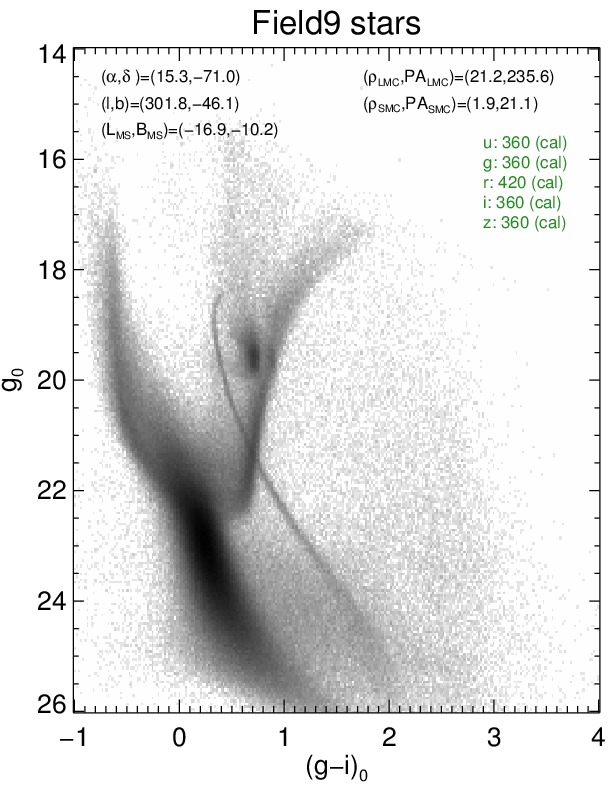 Field9 stars
14
(α,δ )=(15.3,−71.0)
(ρLMC,PALMC)=(21.2,235.6)
(l,b)=(301.8,−46.1)
(ρSMC,PASMC)=(1.9,21.1)
(LMS,BMS)=(−16.9,−10.2)
u: 360 (cal)
16
g: 360 (cal)
r: 420 (cal)
i: 360 (cal)
z: 360 (cal)
18
20
g0
22
24
26
−1 0 1 2 3 4
(g−i)0